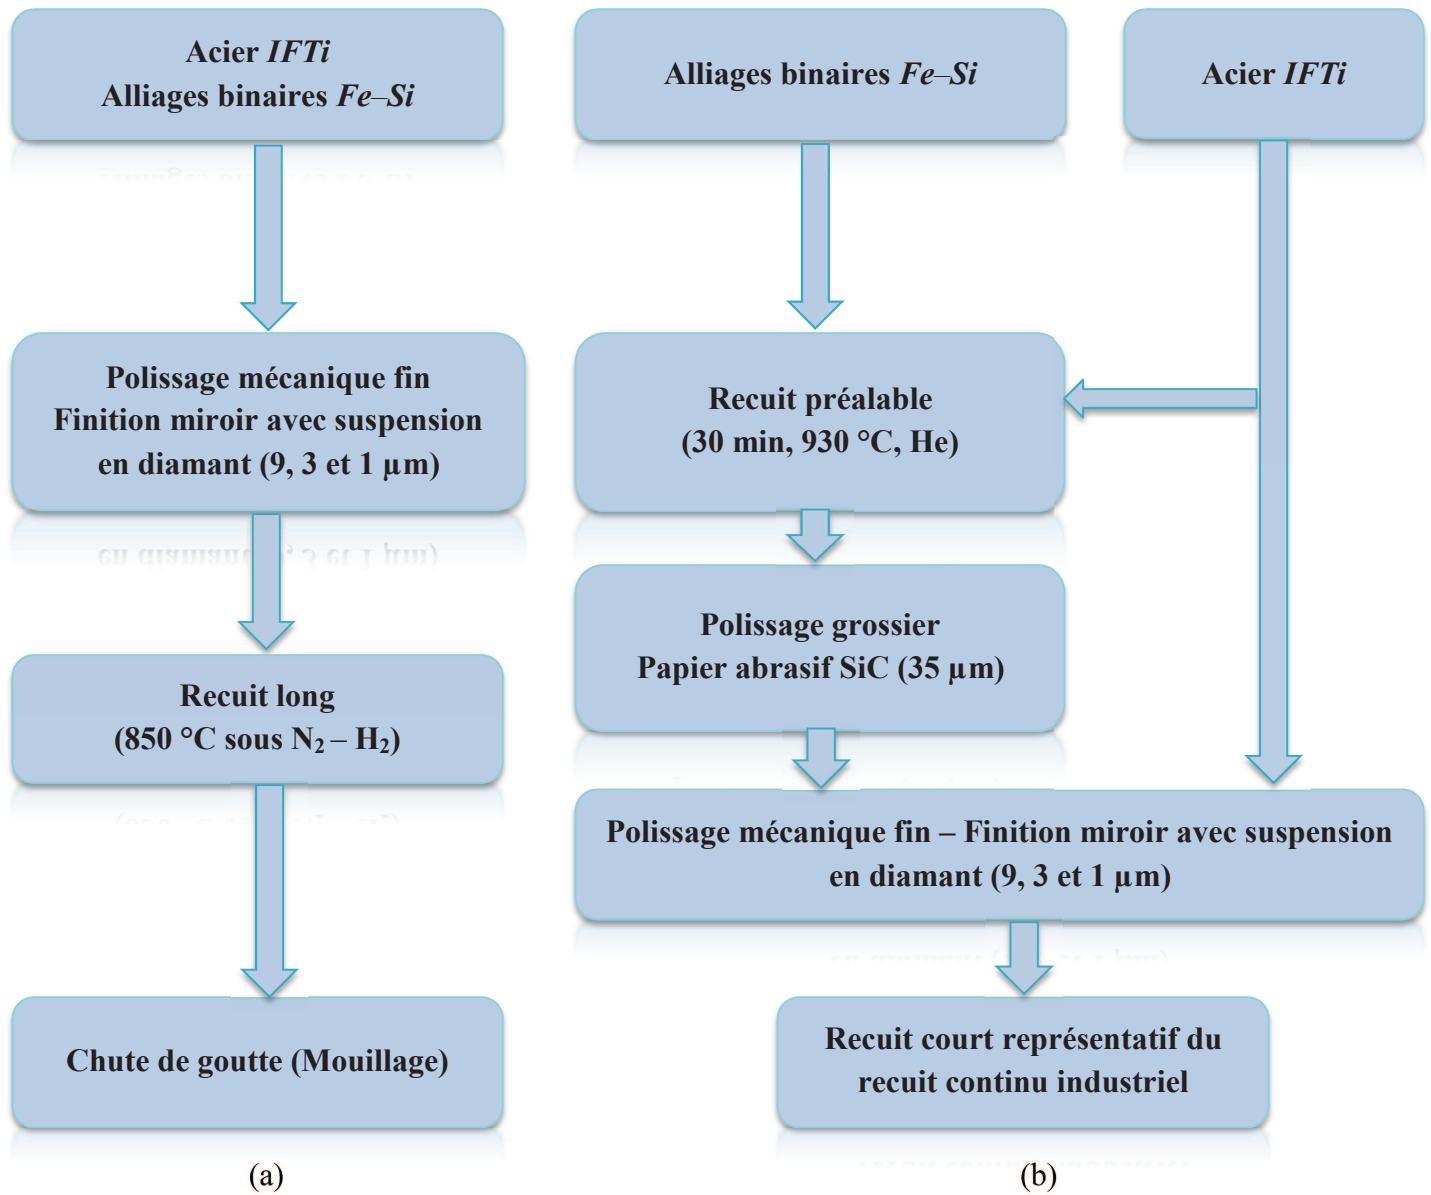 Acier IFTi
Alliages binaires Fe–Si
Polissage mécanique fin
Finition miroir avec suspension
en diamant (9, 3 et 1 µm)
Recuit long
(850 °C sous N₂ – H₂)
Chute de goutte (Mouillage)
(a)
Alliages binaires Fe–Si
Acier IFTi
Recuit préalable
(30 min, 930 °C, He)
Polissage grossier
Papier abrasif SiC (35 µm)
Polissage mécanique fin – Finition miroir avec suspension
en diamant (9, 3 et 1 µm)
Recuit court représentatif du
recuit continu industriel
(b)